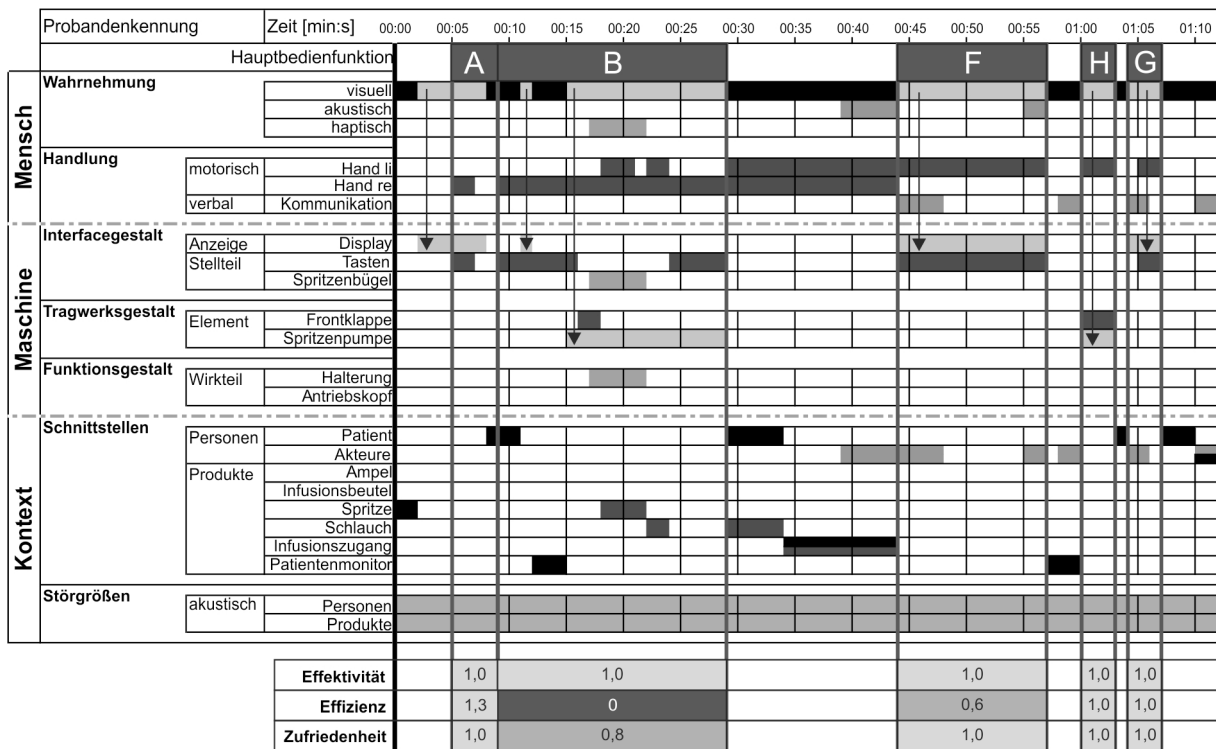 Probandenkennung Zeit [min:s] 00:00 00:05 00:10 00:15 00:20 00:25 00:30 00:35 00:40 00:45 00:50 00:55 01:00 01:05 01:10
Hauptbedienfunktion A B F H G
Mensch
Wahrnehmung
visuell
akustisch
haptisch
Handlung
motorisch Hand li
Hand re
verbal Kommunikation
Maschine
Interfacegestalt
Anzeige Display
Stellteil Tasten
Spritzenbügel
Tragwerksgestalt
Element Frontklappe
Spritzenpumpe
Funktionsgestalt
Wirkteil Halterung
Antriebskopf
Kontext
Schnittstellen
Personen Patient
Akteure
Produkte Ampel
Infusionsbeutel
Spritze
Schlauch
Infusionszugang
Patientenmonitor
Störgrößen
akustisch Personen
Produkte
Effektivität 1,0 1,0 1,0 1,0 1,0
Effizienz 1,3 0 0,6 1,0 1,0
Zufriedenheit 1,0 0,8 1,0 1,0 1,0